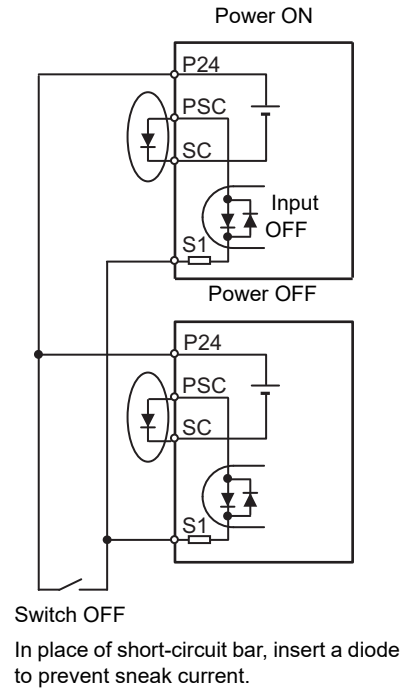 Power ON
P24
PSC
SC
Input
OFF
S1
Power OFF
P24
PSC
SC
S1
Switch OFF
In place of short-circuit bar, insert a diode
to prevent sneak current.